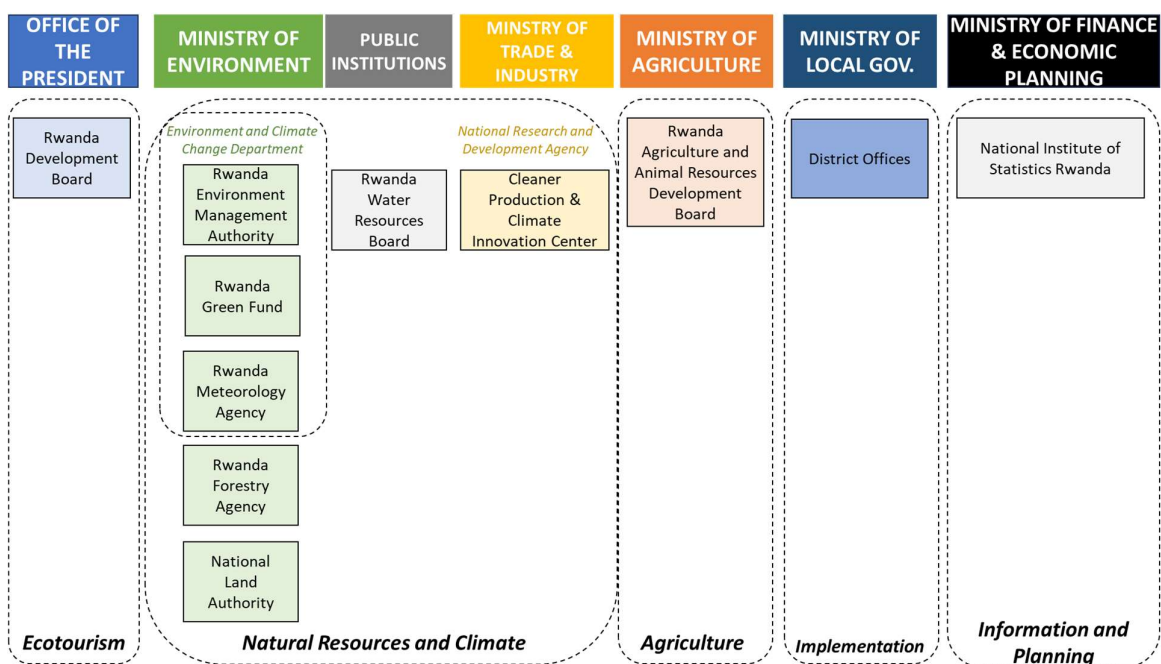 OFFICE OF
THE
PRESIDENT
MINISTRY OF
ENVIRONMENT
PUBLIC
INSTITUTIONS
MINSTRY OF
TRADE &
INDUSTRY
MINISTRY OF
AGRICULTURE
MINISTRY OF
LOCAL GOV.
MINISTRY OF FINANCE
& ECONOMIC
PLANNING
Rwanda
Development
Board
Environment and Climate
Change Department
Rwanda
Environment
Management
Authority
Rwanda
Green Fund
Rwanda
Meteorology
Agency
Rwanda
Forestry
Agency
National
Land
Authority
Rwanda
Water
Resources
Board
National Research and
Development Agency
Cleaner
Production &
Climate
Innovation Center
Rwanda
Agriculture and
Animal Resources
Development
Board
District Offices
National Institute of
Statistics Rwanda
Ecotourism
Natural Resources and Climate
Agriculture
Implementation
Information and
Planning